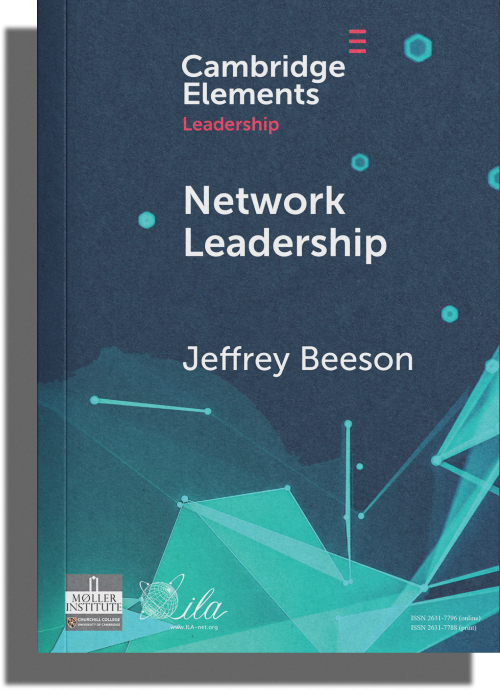 Cambridge
Elements
Leadership
Network
Leadership
Jeffrey Beeson
MØLLER
INSTITUTE
CHURCHILL COLLEGE
UNIVERSITY OF CAMBRIDGE
ila
www.ILA-net.org
ISSN 2631-7796 (online)
ISSN 2631-7788 (print)